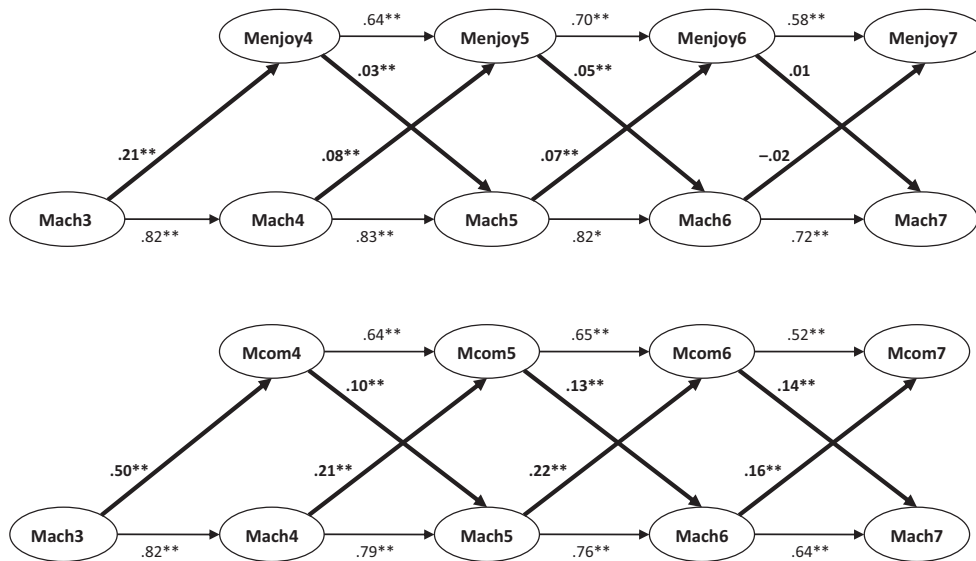 .64** .70** .58**
Menjoy4 Menjoy5 Menjoy6 Menjoy7
.03** .05** .01
.21** .08** .07** –.02
Mach3 Mach4 Mach5 Mach6 Mach7
.82** .83** .82* .72**
.64** .65** .52**
Mcom4 Mcom5 Mcom6 Mcom7
.10** .13** .14**
.50** .21** .22** .16**
Mach3 Mach4 Mach5 Mach6 Mach7
.82** .79** .76** .64**